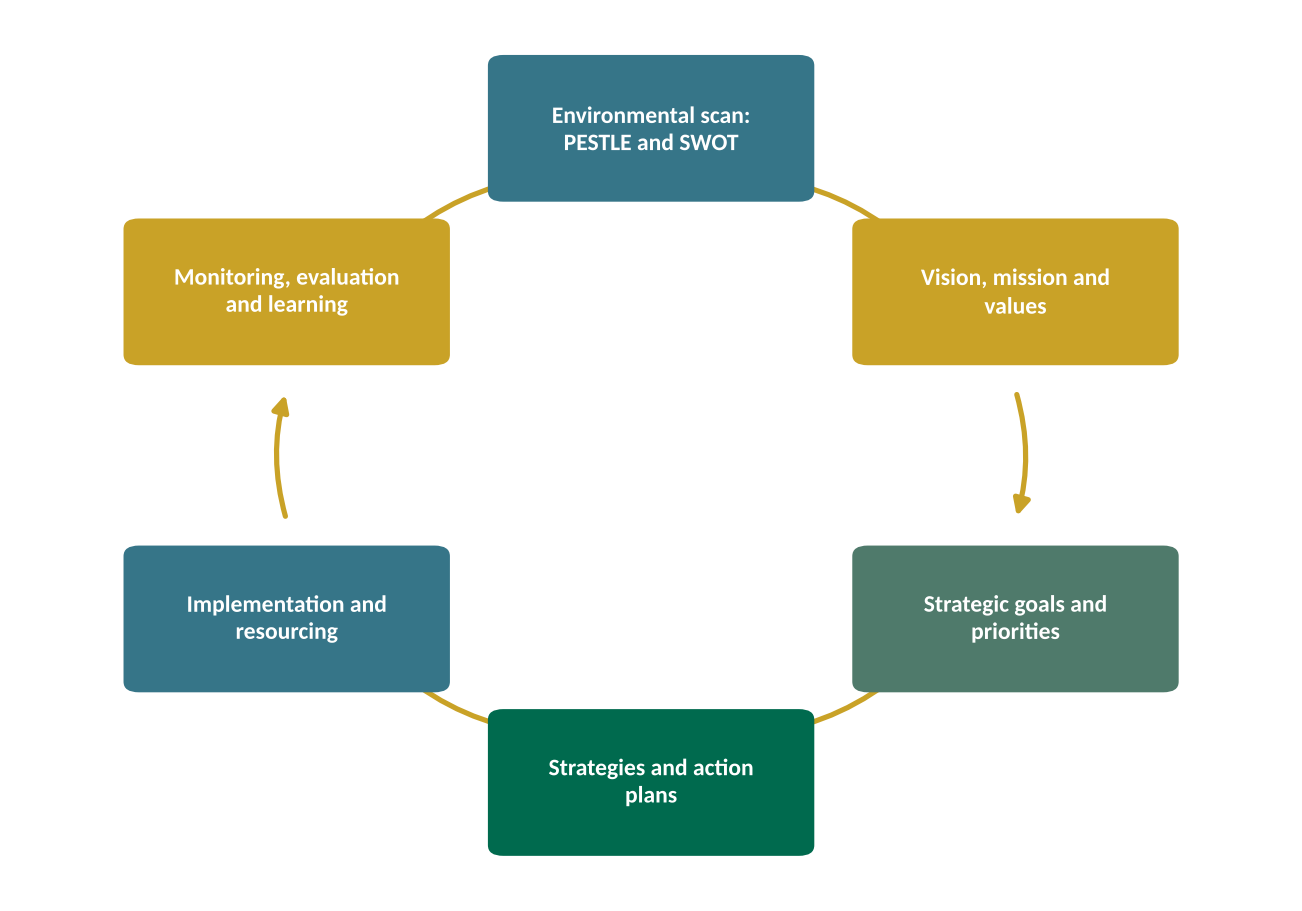 Environmental scan:
PESTLE and SWOT
Vision, mission and
values
Strategic goals and
priorities
Strategies and action
plans
Implementation and
resourcing
Monitoring, evaluation
and learning